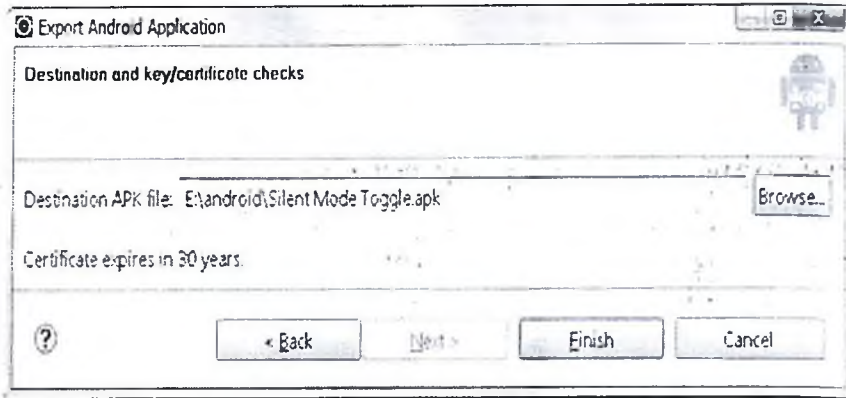 Export Android Application
Destination and key/certificate checks
Destination APK file: E:\android\Silent Mode Toggle.apk Browse...
Certificate expires in 30 years.
< Back Next > Finish Cancel